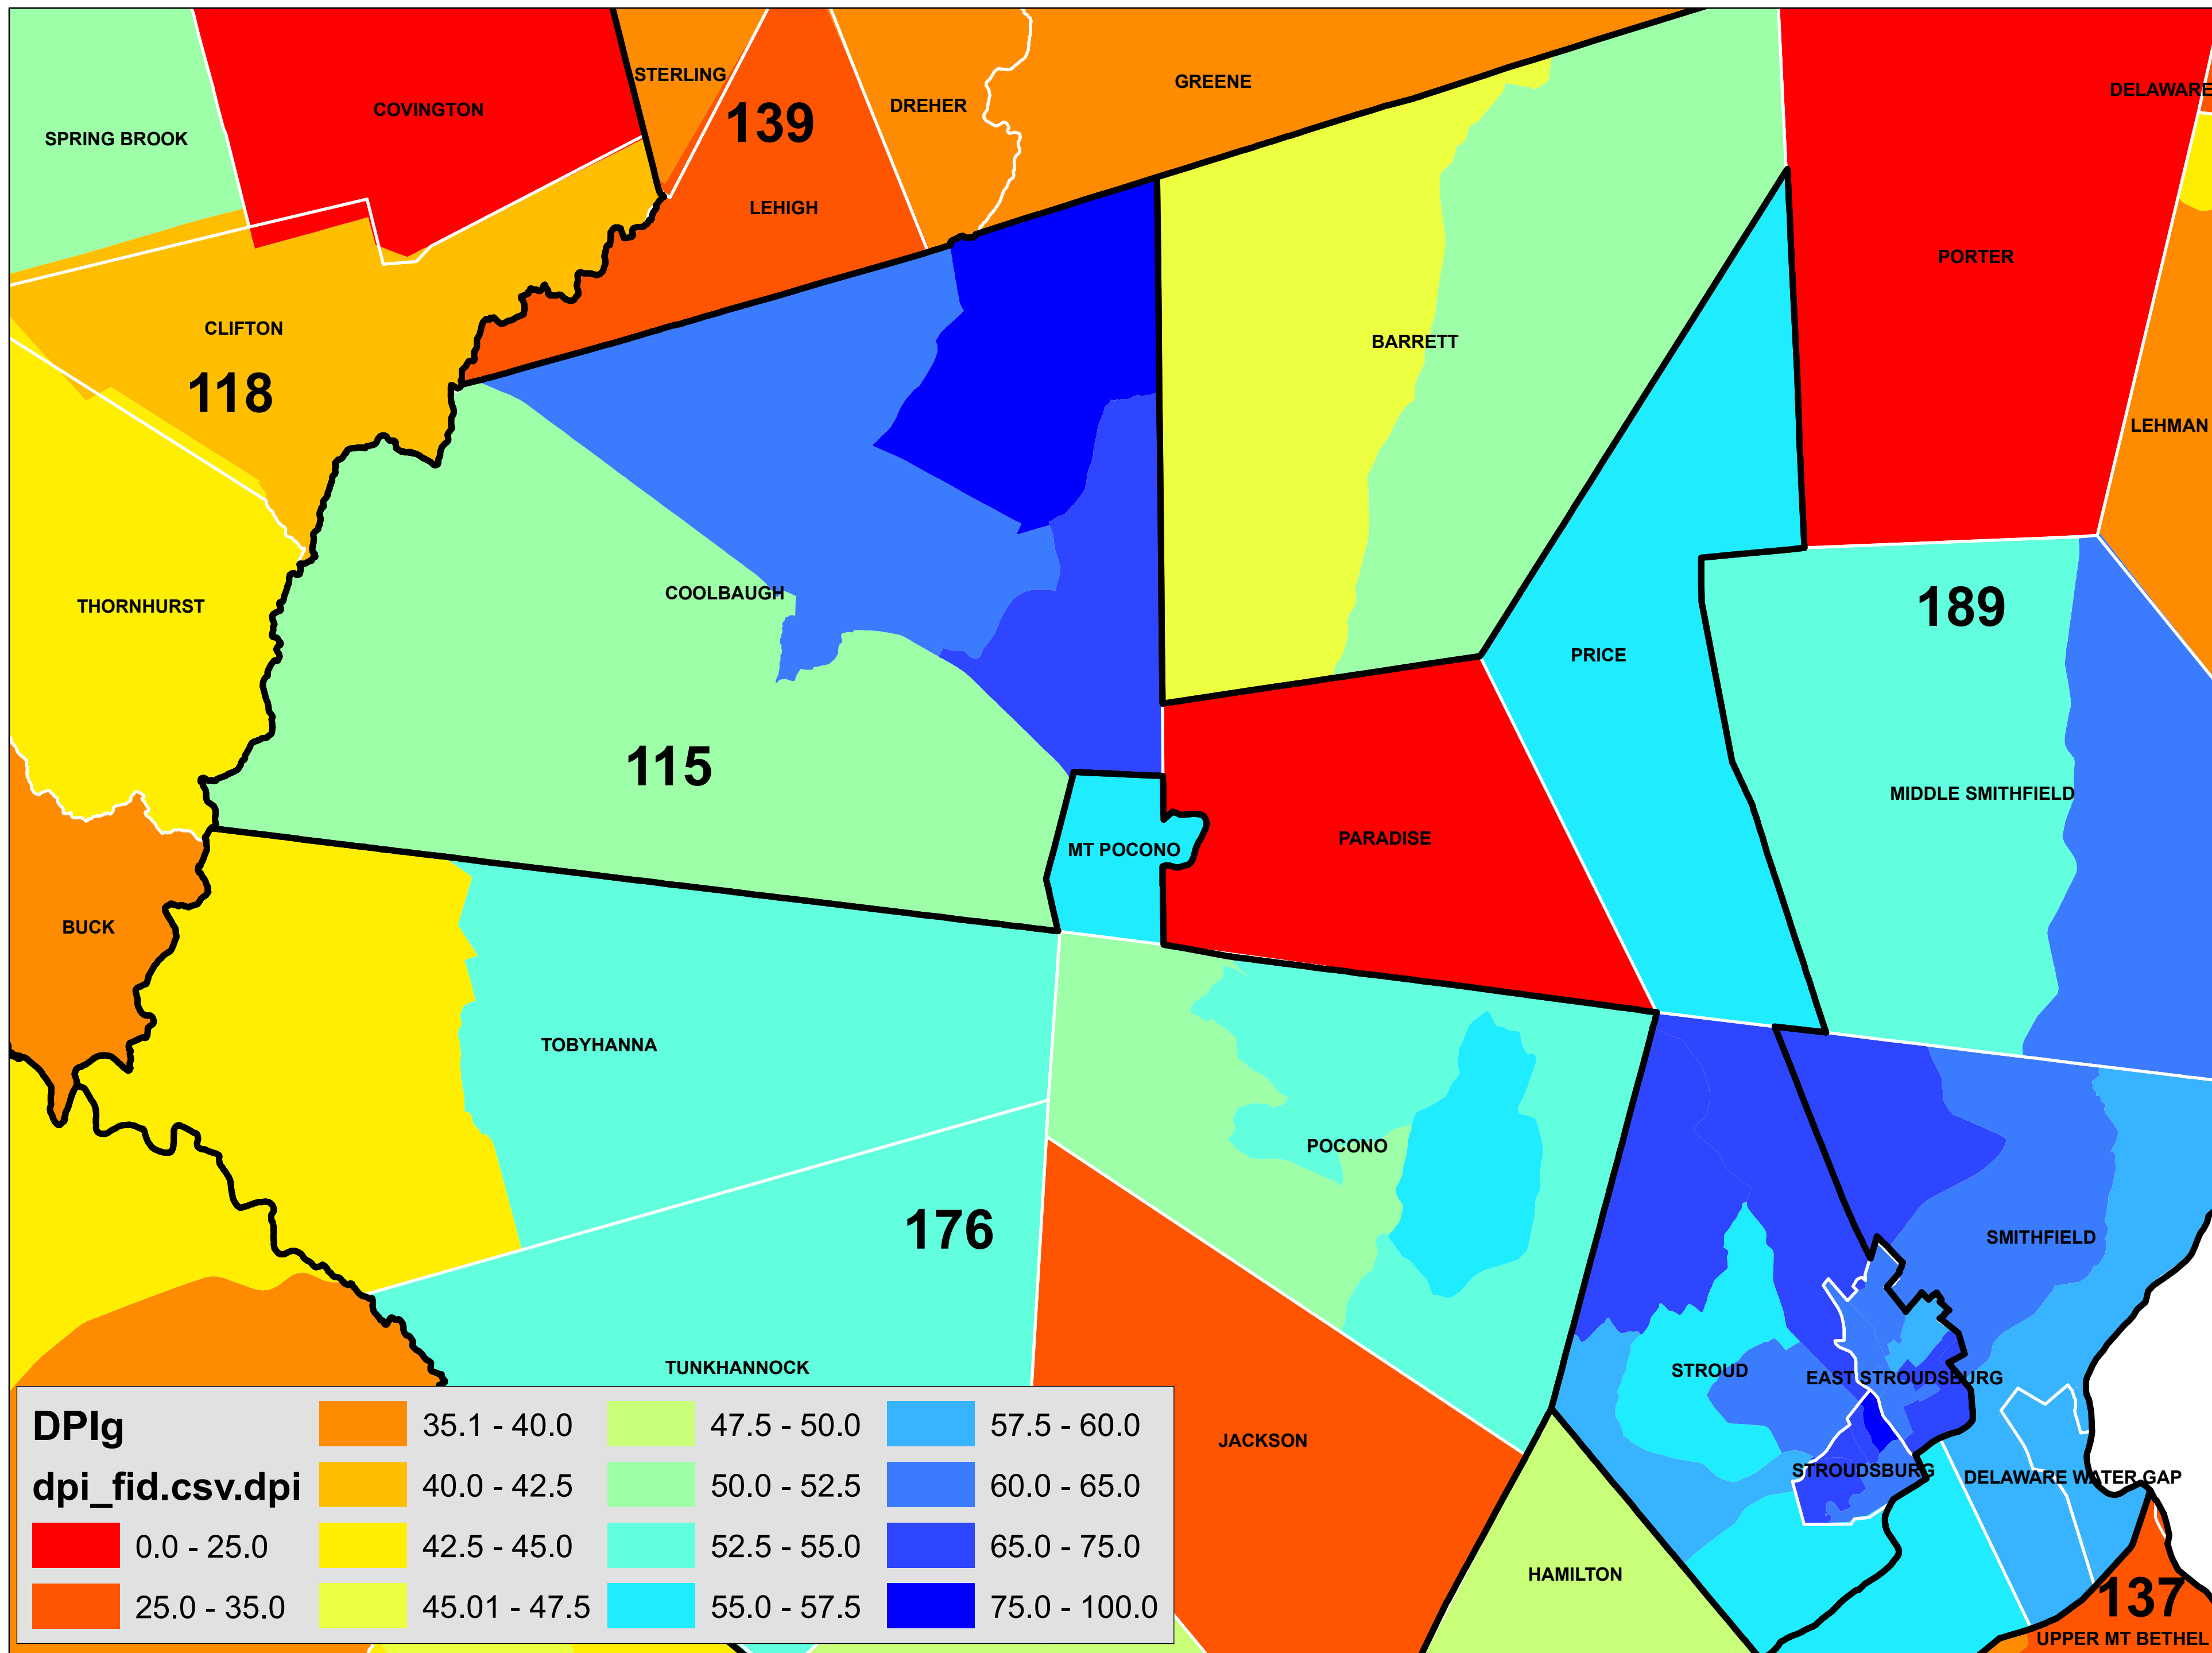 STERLING
GREENE
DELAWARE
COVINGTON
DREHER
139
SPRING BROOK
LEHIGH
PORTER
CLIFTON
BARRETT
118
LEHMAN
COOLBAUGH
THORNHURST
189
PRICE
115
MIDDLE SMITHFIELD
PARADISE
MT POCONO
BUCK
TOBYHANNA
POCONO
176
SMITHFIELD
TUNKHANNOCK
STROUD
EAST STROUDSBURG
JACKSON
STROUDSBURG
DELAWARE WATER GAP
HAMILTON
137
UPPER MT BETHEL
DPIg
dpi_fid.csv.dpi
0.0 - 25.0
25.0 - 35.0
35.1 - 40.0
40.0 - 42.5
42.5 - 45.0
45.01 - 47.5
47.5 - 50.0
50.0 - 52.5
52.5 - 55.0
55.0 - 57.5
57.5 - 60.0
60.0 - 65.0
65.0 - 75.0
75.0 - 100.0